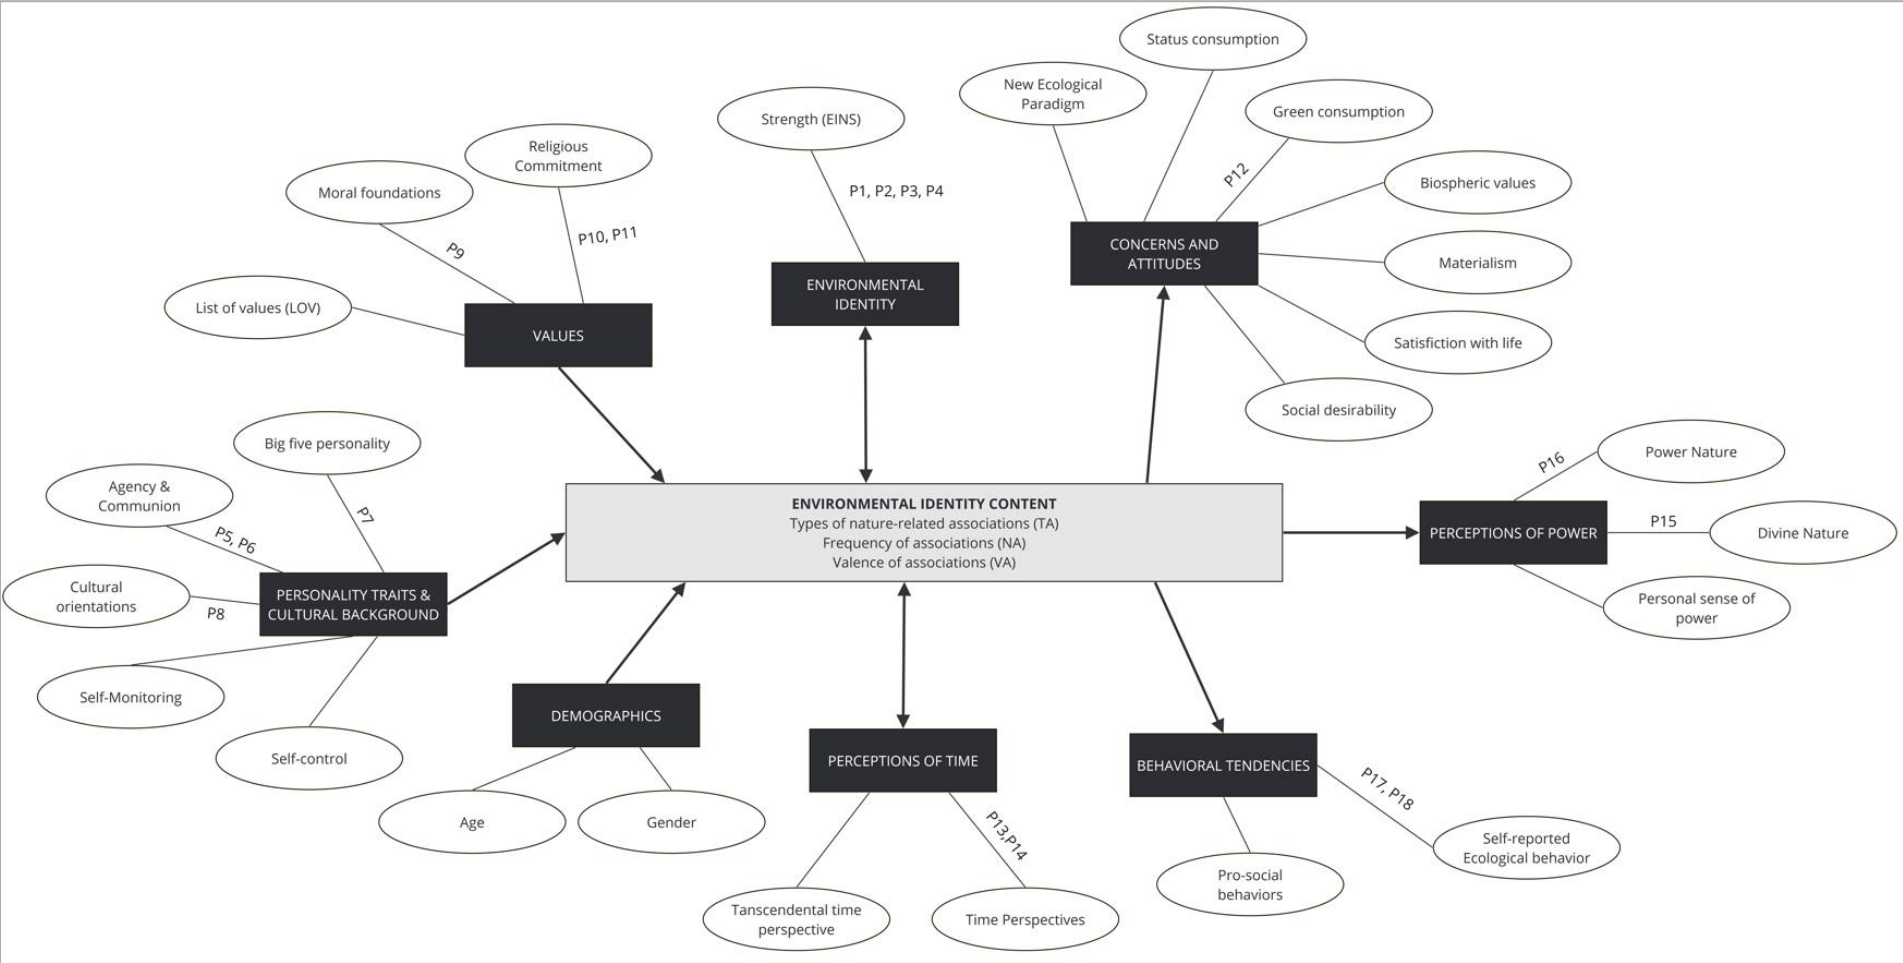 Status consumption
New Ecological
Paradigm
Green consumption
Strength (EINS)
Religious
Commitment
Moral foundations
P12
Biospheric values
P1, P2, P3, P4
P9
P10, P11
CONCERNS AND
ATTITUDES
Materialism
ENVIRONMENTAL
IDENTITY
List of values (LOV)
VALUES
Satisfiction with life
Social desirability
Big five personality
Power Nature
P16
Agency &
Communion
P7
P5, P6
ENVIRONMENTAL IDENTITY CONTENT
Types of nature-related associations (TA)
Frequency of associations (NA)
Valence of associations (VA)
PERCEPTIONS OF POWER
P15
Divine Nature
Cultural
orientations
P8
PERSONALITY TRAITS &
CULTURAL BACKGROUND
Personal sense of
power
Self-Monitoring
DEMOGRAPHICS
Self-control
PERCEPTIONS OF TIME
BEHAVIORAL TENDENCIES
P17, P18
Age
Gender
P13,P14
Self-reported
Ecological behavior
Pro-social
behaviors
Tanscendental time
perspective
Time Perspectives